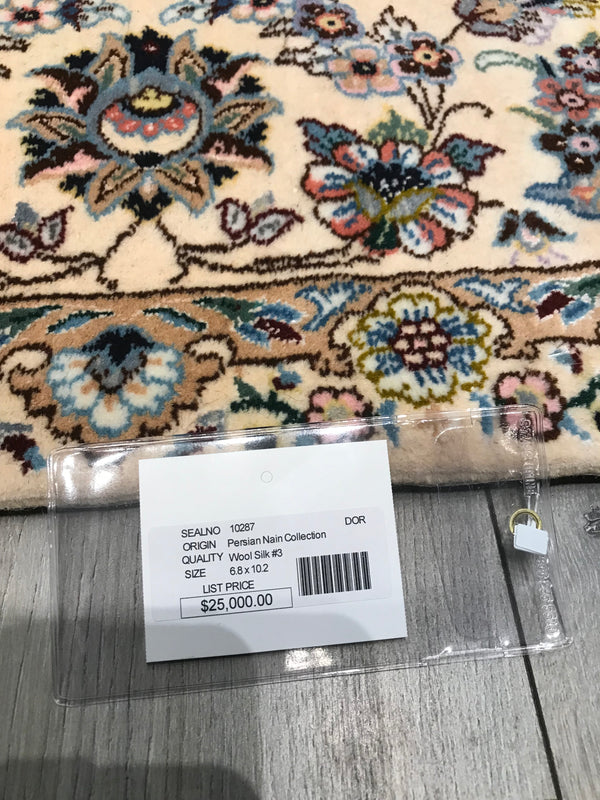 SEALNO 10287 DOR
ORIGIN Persian Nain Collection
QUALITY Wool Silk #3
SIZE 6.8 x 10.2
LIST PRICE
$25,000.00